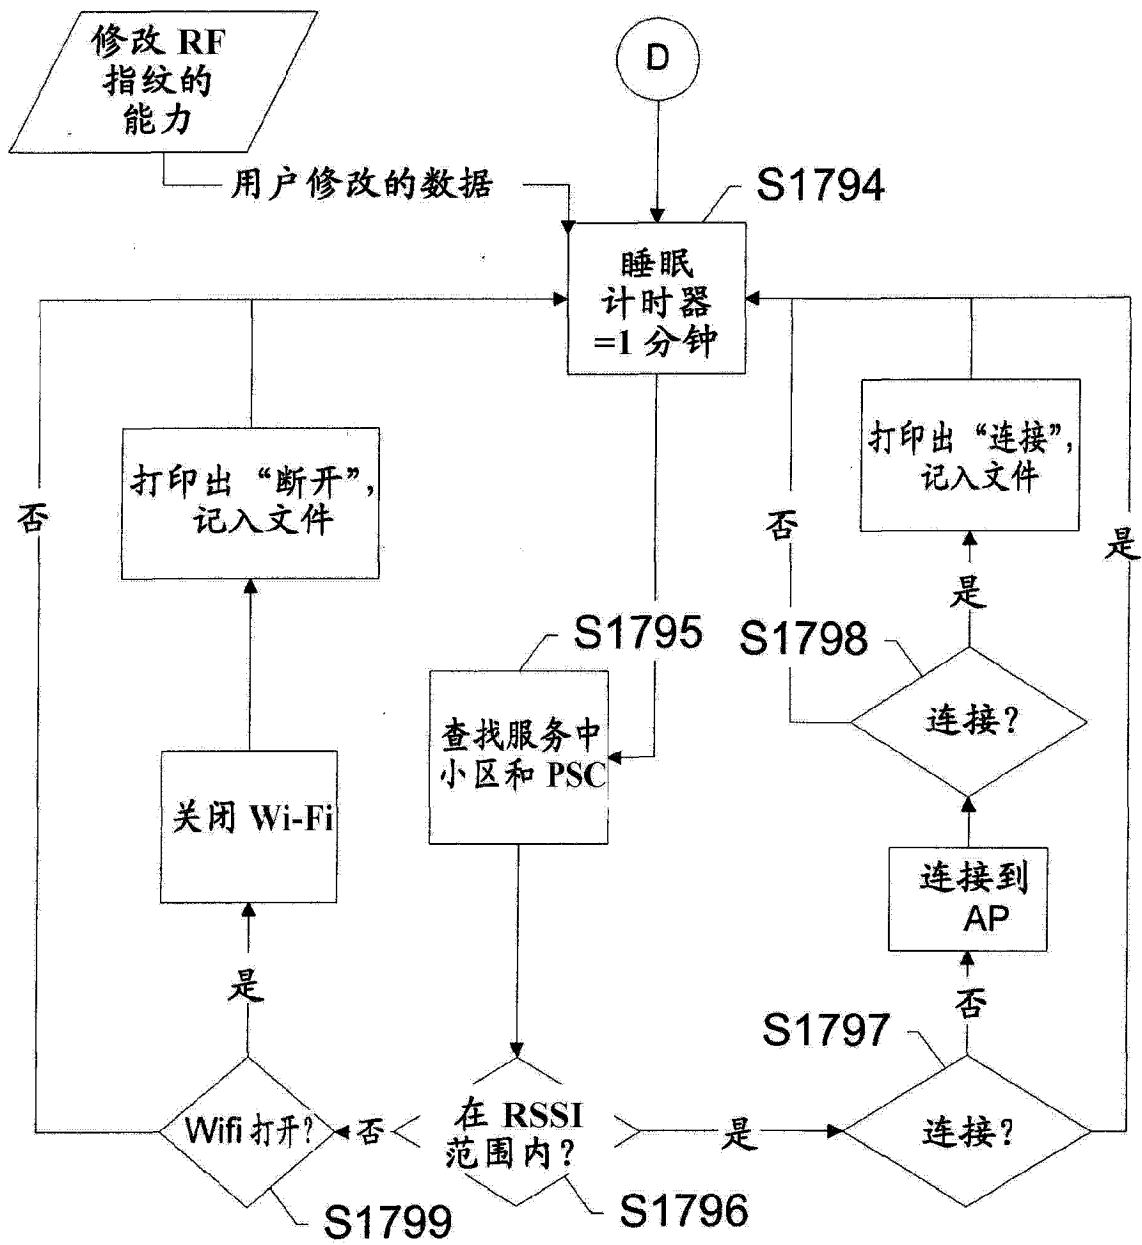 修改 RF
指纹的
能力
D
用户修改的数据
S1794
睡眠
计时器
=1 分钟
打印出 “断开”,
记入文件
否
打印出 “连接”,
记入文件
否
是
是
S1795
S1798
查找服务中
小区和 PSC
连接?
关闭 Wi-Fi
连接到
AP
是
否
S1797
Wifi 打开?
否
在 RSSI
范围内?
是
连接?
S1799
S1796